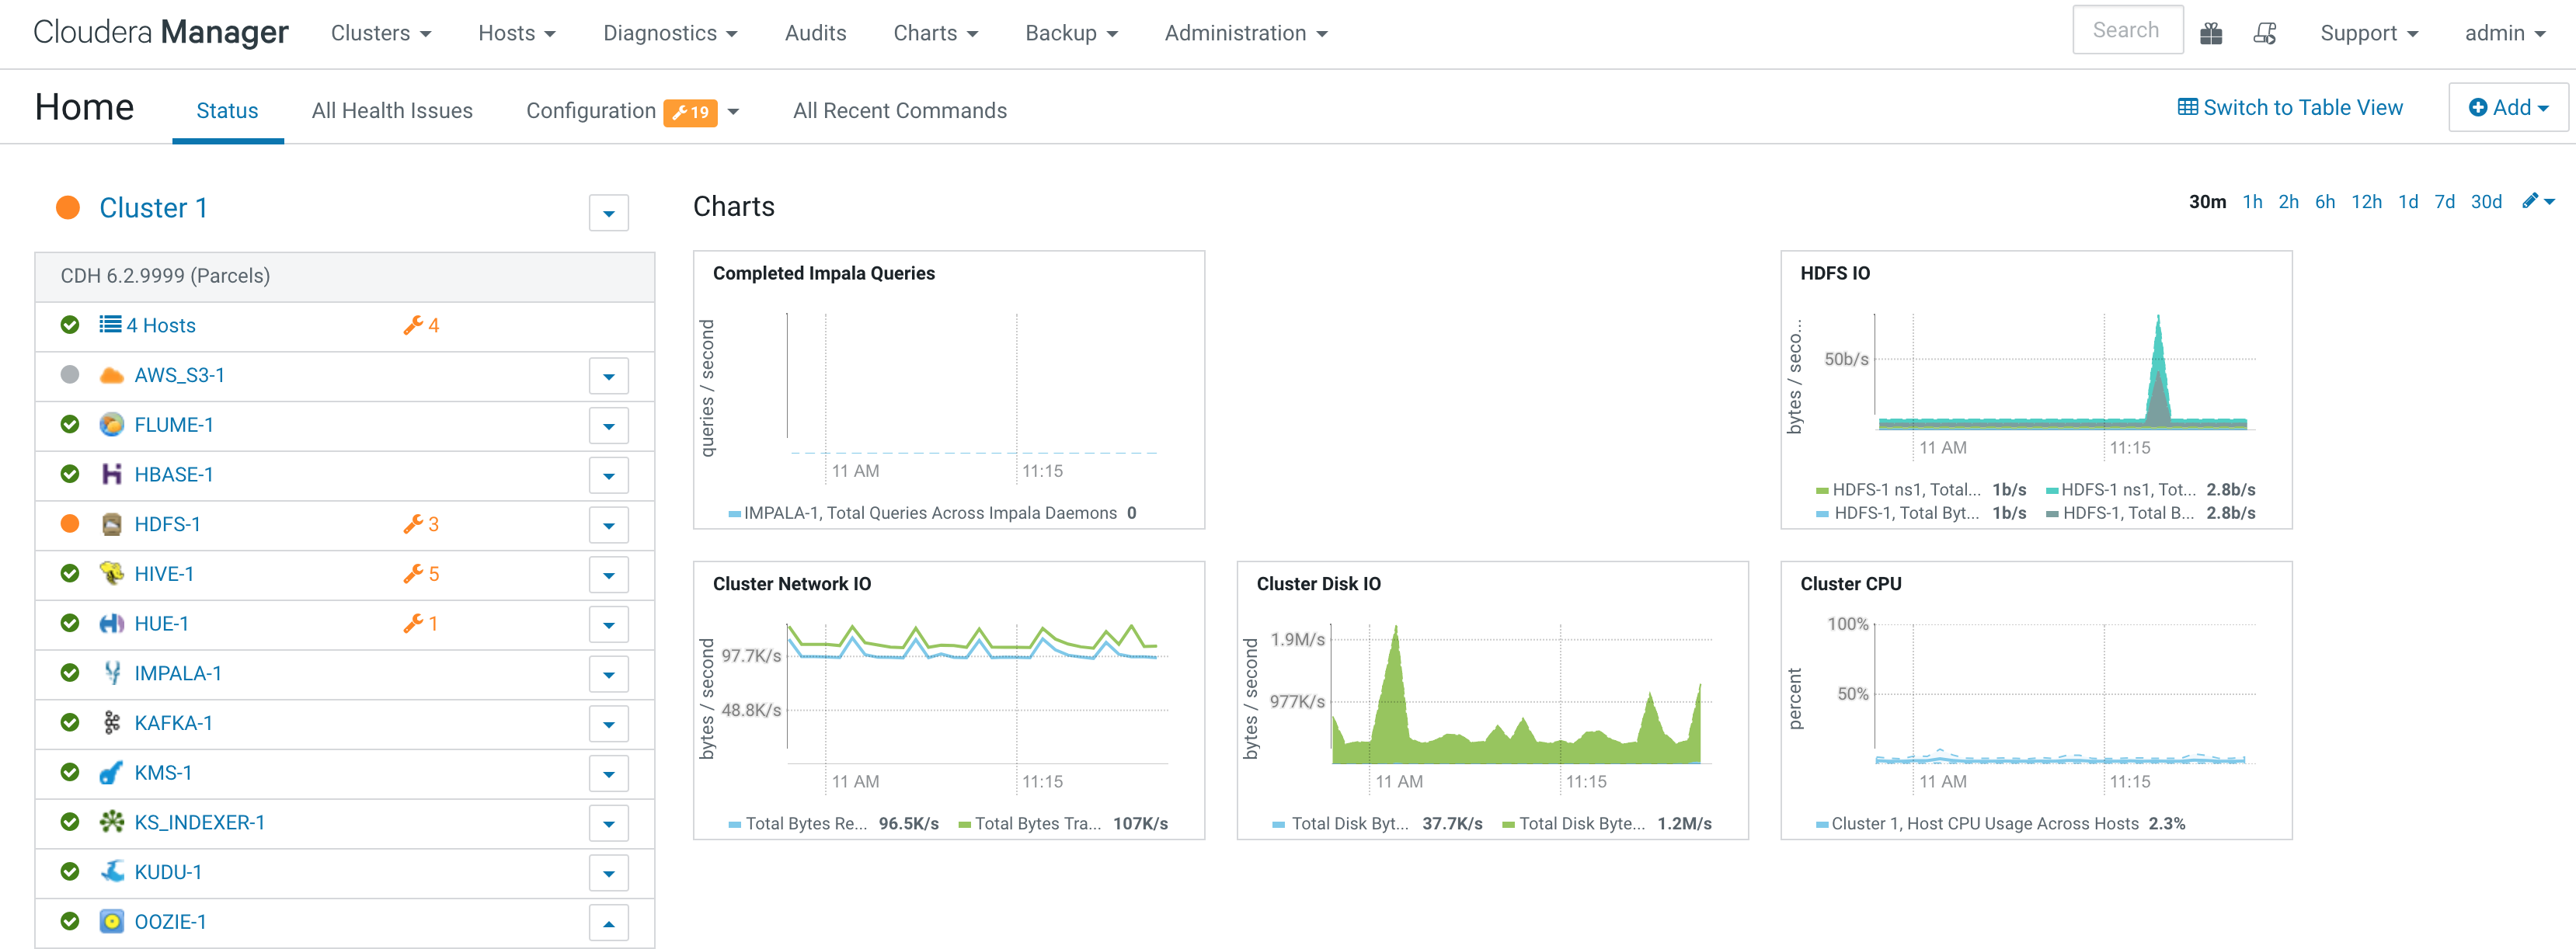 Cloudera Manager Clusters Hosts Diagnostics Audits Charts Backup Administration Search Support admin
Home Status All Health Issues Configuration 19 All Recent Commands Switch to Table View Add
Cluster 1
CDH 6.2.9999 (Parcels)
4 Hosts 4
AWS_S3-1
FLUME-1
HBASE-1
HDFS-1 3
HIVE-1 5
HUE-1 1
IMPALA-1
KAFKA-1
KMS-1
KS_INDEXER-1
KUDU-1
OOZIE-1
Charts
30m 1h 2h 6h 12h 1d 7d 30d
Completed Impala Queries
queries / second
11 AM 11:15
IMPALA-1, Total Queries Across Impala Daemons 0
HDFS IO
bytes / seco...
50b/s
11 AM 11:15
HDFS-1 ns1, Total... 1b/s HDFS-1 ns1, Tot... 2.8b/s
HDFS-1, Total Byt... 1b/s HDFS-1, Total B... 2.8b/s
Cluster Network IO
bytes / second
97.7K/s
48.8K/s
11 AM 11:15
Total Bytes Re... 96.5K/s Total Bytes Tra... 107K/s
Cluster Disk IO
bytes / second
1.9M/s
977K/s
11 AM 11:15
Total Disk Byt... 37.7K/s Total Disk Byte... 1.2M/s
Cluster CPU
percent
100%
50%
11 AM 11:15
Cluster 1, Host CPU Usage Across Hosts 2.3%